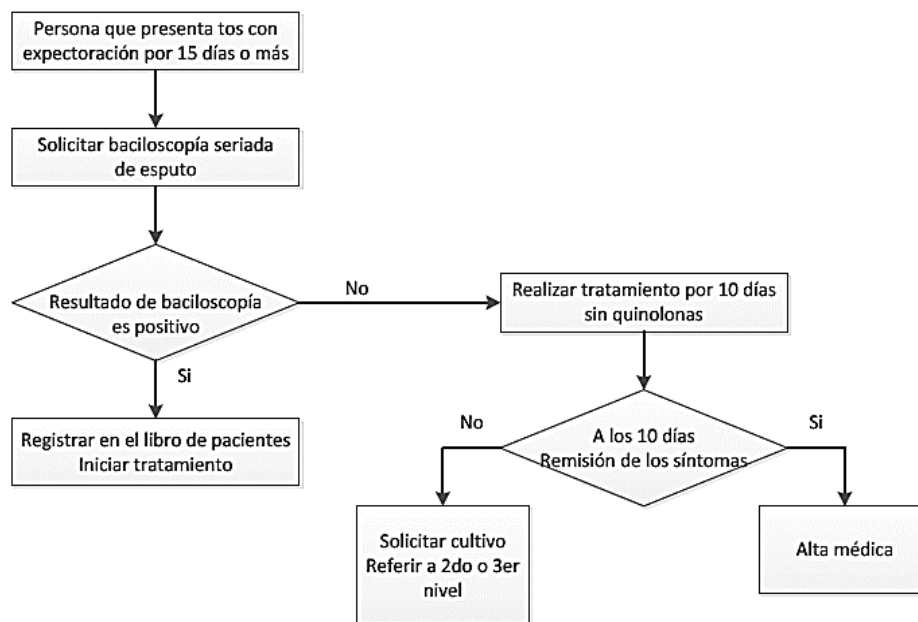 Persona que presenta tos con
expectoración por 15 días o más
Solicitar baciloscopía seriada
de esputo
Resultado de baciloscopía
es positivo
No
Realizar tratamiento por 10 días
sin quinolonas
Si
Registrar en el libro de pacientes
Iniciar tratamiento
No
A los 10 días
Remisión de los síntomas
Si
Solicitar cultivo
Referir a 2do o 3er
nivel
Alta médica